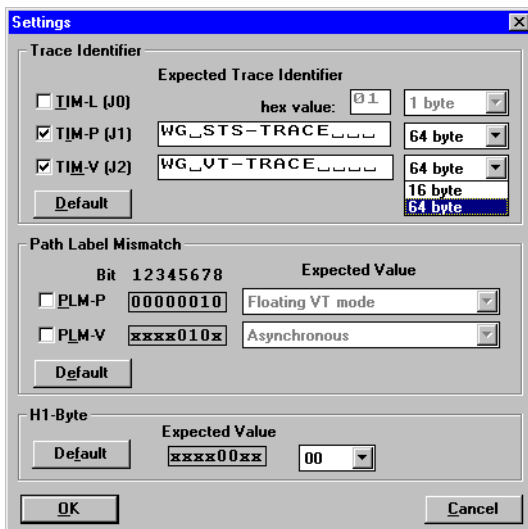 Settings
Trace Identifier
Expected Trace Identifier
TIM-L (J0) hex value: 01 1 byte
TIM-P (J1) WG␣STS-TRACE␣␣␣ 64 byte
TIM-V (J2) WG␣VT-TRACE␣␣␣␣ 64 byte
16 byte
Default 64 byte
Path Label Mismatch
Bit 12345678 Expected Value
PLM-P 00000010 Floating VT mode
PLM-V xxxx010x Asynchronous
Default
H1-Byte
Expected Value
Default xxxx00xx 00
OK Cancel